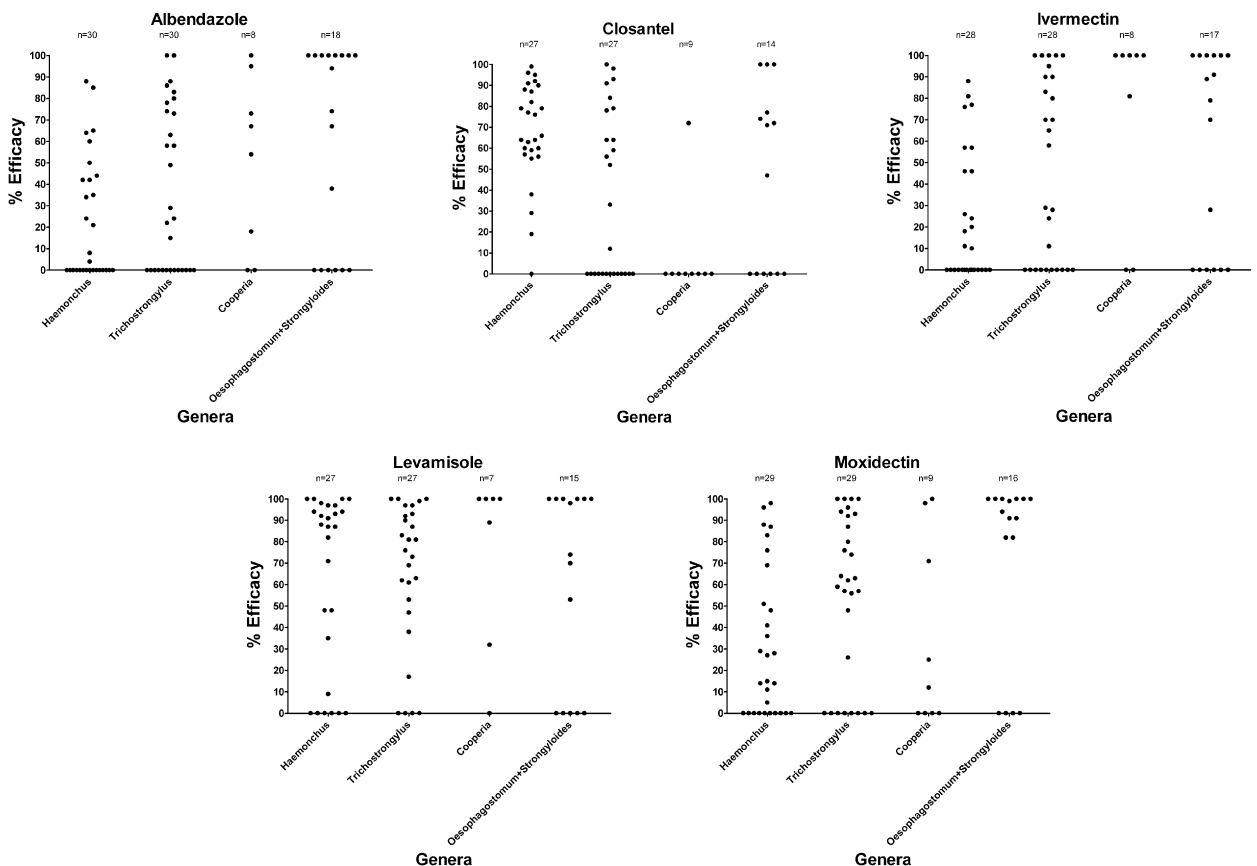 Albendazole
n=30 n=30 n=8 n=18
100
90
80
70
60
50
40
30
20
10
0
% Efficacy
Haemonchus
Trichostrongylus
Cooperia
Oesophagostomum+Strongyloides
Genera
Closantel
n=27 n=27 n=9 n=14
100
90
80
70
60
50
40
30
20
10
0
% Efficacy
Haemonchus
Trichostrongylus
Cooperia
Oesophagostomum+Strongyloides
Genera
Ivermectin
n=28 n=28 n=8 n=17
100
90
80
70
60
50
40
30
20
10
0
% Efficacy
Haemonchus
Trichostrongylus
Cooperia
Oesophagostomum+Strongyloides
Genera
Levamisole
n=27 n=27 n=7 n=15
100
90
80
70
60
50
40
30
20
10
0
% Efficacy
Haemonchus
Trichostrongylus
Cooperia
Oesophagostomum+Strongyloides
Genera
Moxidectin
n=29 n=29 n=9 n=16
100
90
80
70
60
50
40
30
20
10
0
% Efficacy
Haemonchus
Trichostrongylus
Cooperia
Oesophagostomum+Strongyloides
Genera